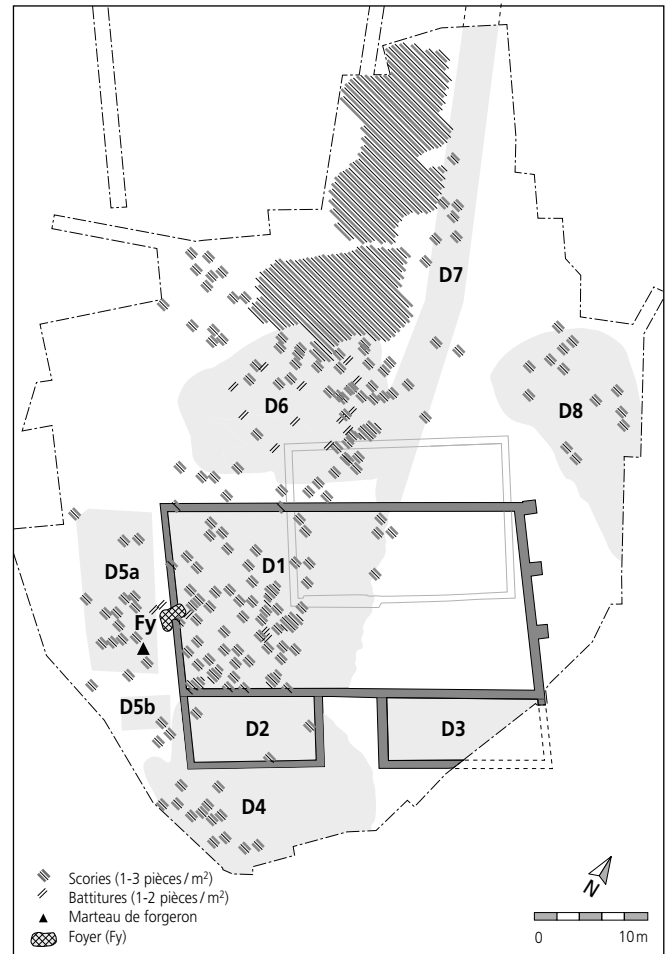 D7
D6
D8
D1
D5a
Fy
D5b
D2
D3
D4
Scories (1-3 pièces / m²)
Battitures (1-2 pièces / m²)
Marteau de forgeron
Foyer (Fy)
N
0 10 m